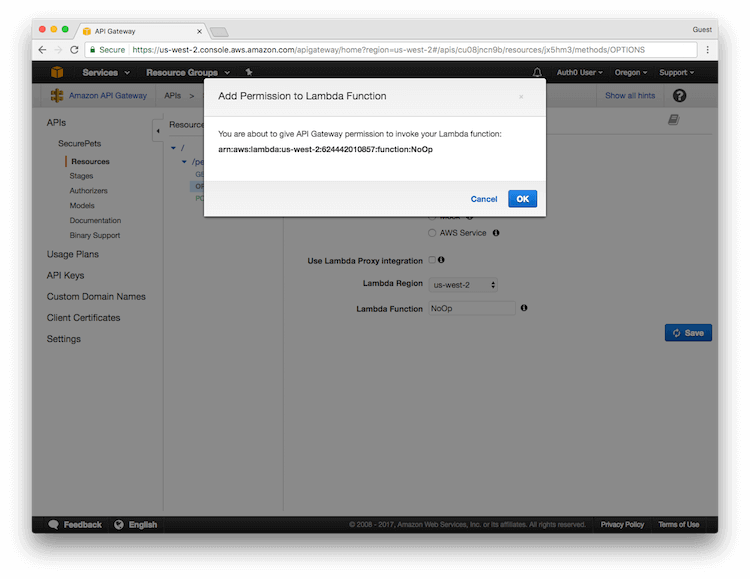 API Gateway
Guest
Secure https://us-west-2.console.aws.amazon.com/apigateway/home?region=us-west-2#/apis/cu08jncn9b/resources/jx5hm3/methods/OPTIONS
Services Resource Groups Auth0 User Oregon Support
Amazon API Gateway APIs > Show all hints ?
Add Permission to Lambda Function ×
You are about to give API Gateway permission to invoke your Lambda function:
arn:aws:lambda:us-west-2:624442010857:function:NoOp
Cancel OK
APIs
SecurePets
Resources
Stages
Authorizers
Models
Documentation
Binary Support
Usage Plans
API Keys
Custom Domain Names
Client Certificates
Settings
Resource
/
/pe
Mock
AWS Service
Use Lambda Proxy integration
Lambda Region us-west-2
Lambda Function NoOp
Save
Feedback English © 2008 - 2017, Amazon Web Services, Inc. or its affiliates. All rights reserved. Privacy Policy Terms of Use